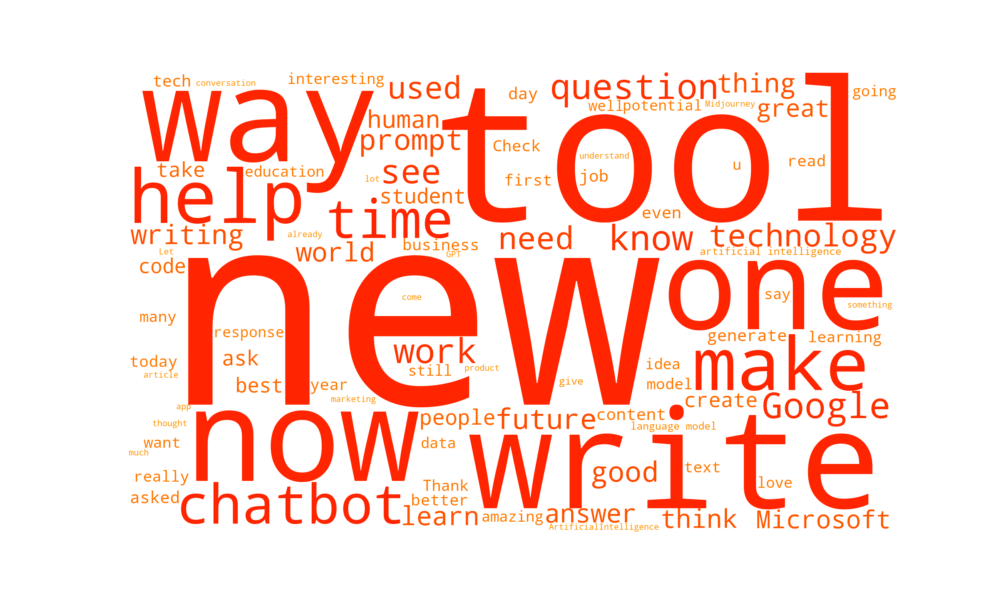 tech conversation interesting used day question thing going
way tool
human wellpotential Midjourney great
prompt Check understand
take education lot see job u read
help student first
time even
writing already world business need know technology
Let GPT artificial intelligence
code new one
come say something
many response generate learning
today ask work idea make
article still product
best year give model
marketing create Google
app now people future content
thought language model
want data write
much
really good text
asked chatbot Thank love
better
learn amazing answer think Microsoft
ArtificialIntelligence